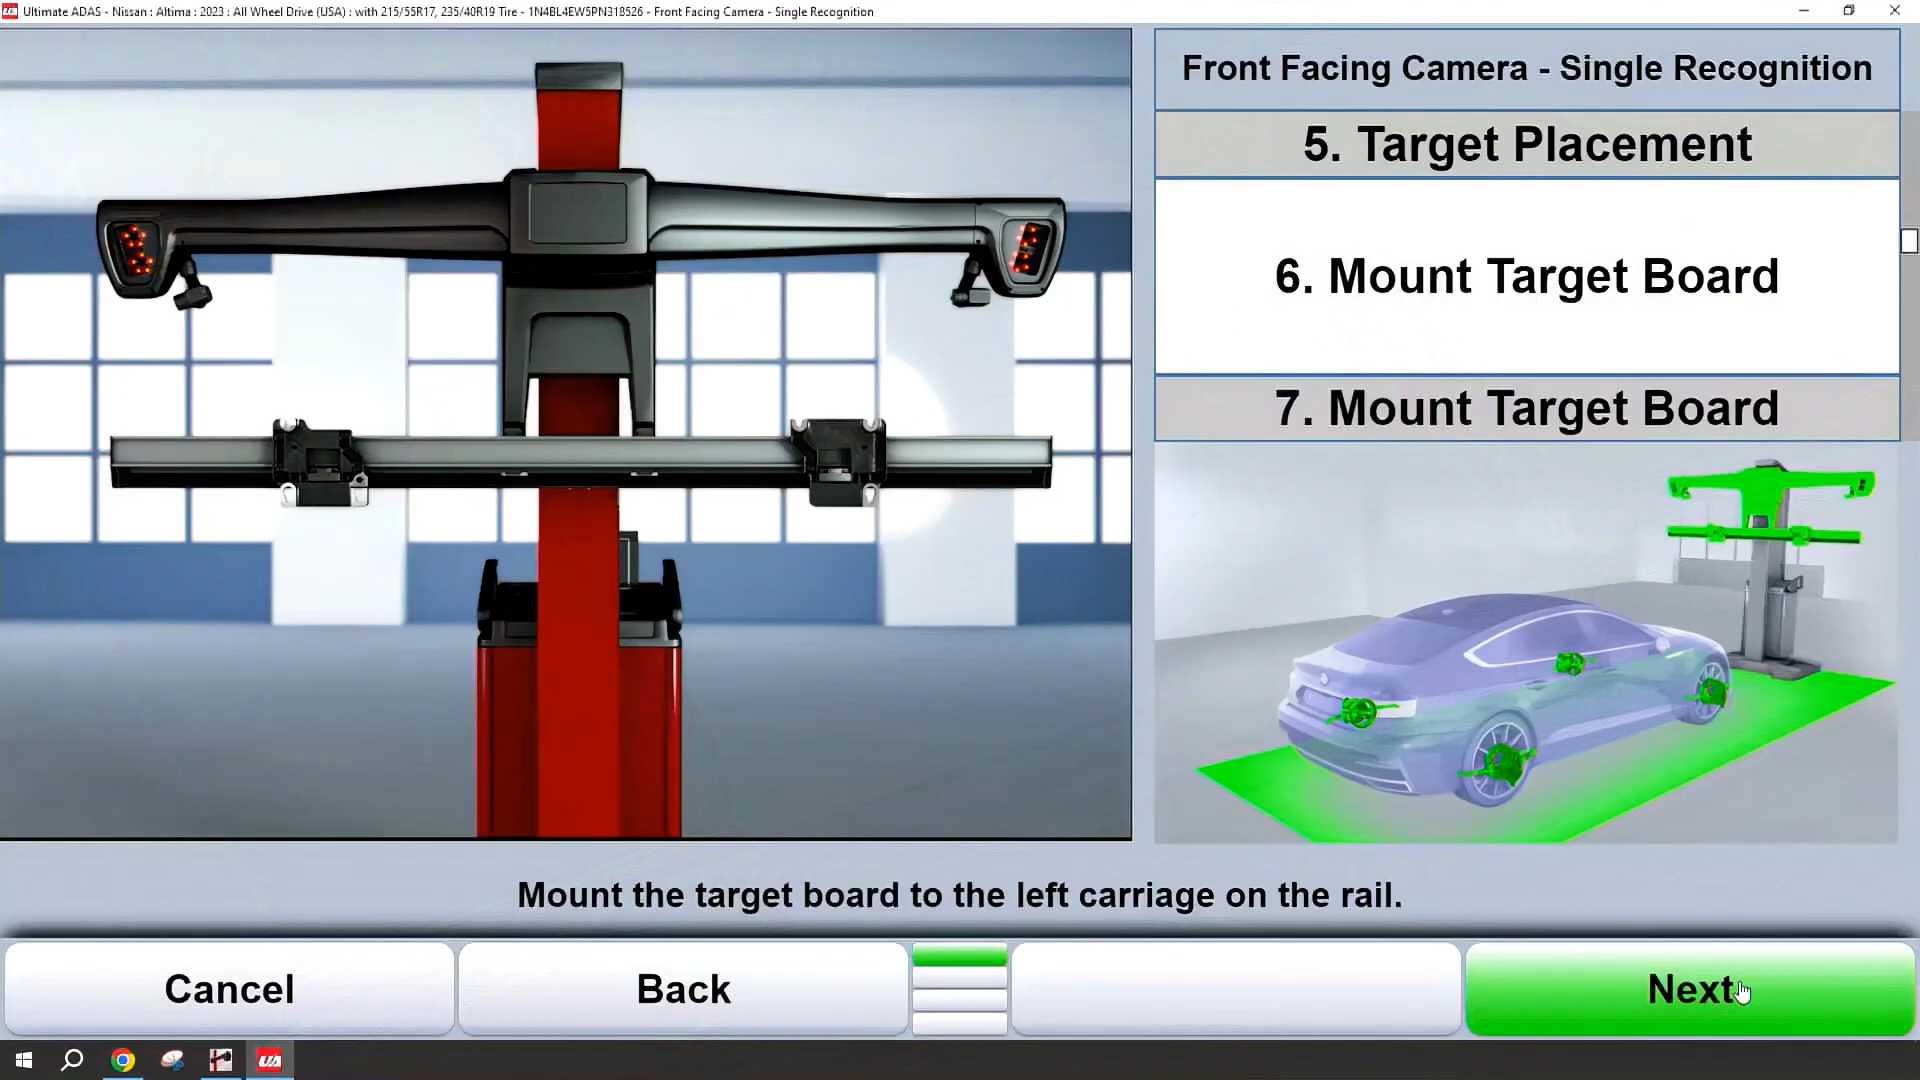 Ultimate ADAS - Nissan : Altima : 2023 : All Wheel Drive (USA) : with 215/55R17, 235/40R19 Tire - 1N4BL4EW5PN318526 - Front Facing Camera - Single Recognition
Front Facing Camera - Single Recognition
5. Target Placement
6. Mount Target Board
7. Mount Target Board
Mount the target board to the left carriage on the rail.
Cancel
Back
Next
UA